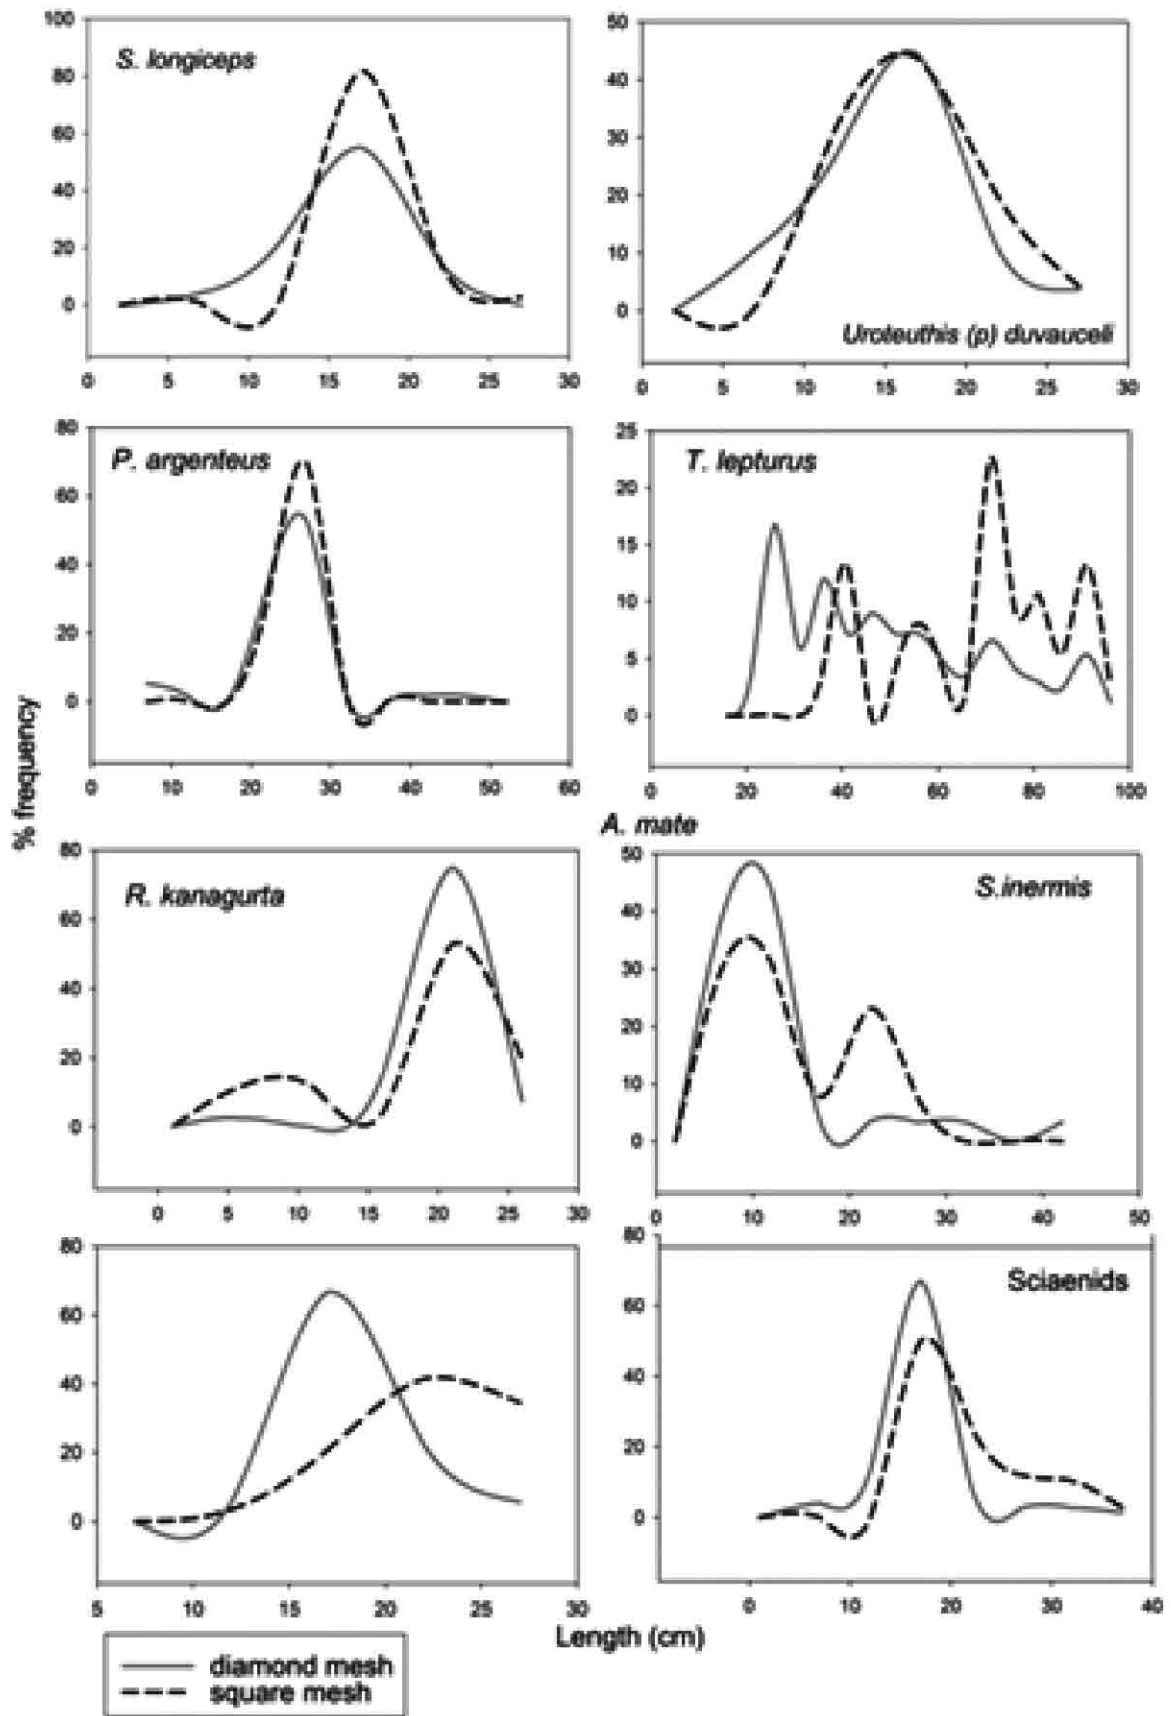 100
80
60
40
20
0
S. longiceps
0 5 10 15 20 25 30
50
40
30
20
10
0
Uroteuthis (p) duvauceli
0 5 10 15 20 25 30
80
60
40
20
0
P. argenteus
0 10 20 30 40 50 60
25
20
15
10
5
0
T. lepturus
0 20 40 60 80 100
% frequency
A. mate
80
60
40
20
0
R. kanagurta
0 5 10 15 20 25 30
50
40
30
20
10
0
S.inermis
0 10 20 30 40 50
80
60
40
20
0
5 10 15 20 25 30
80
60
40
20
0
Sciaenids
0 10 20 30 40
Length (cm)
diamond mesh
square mesh